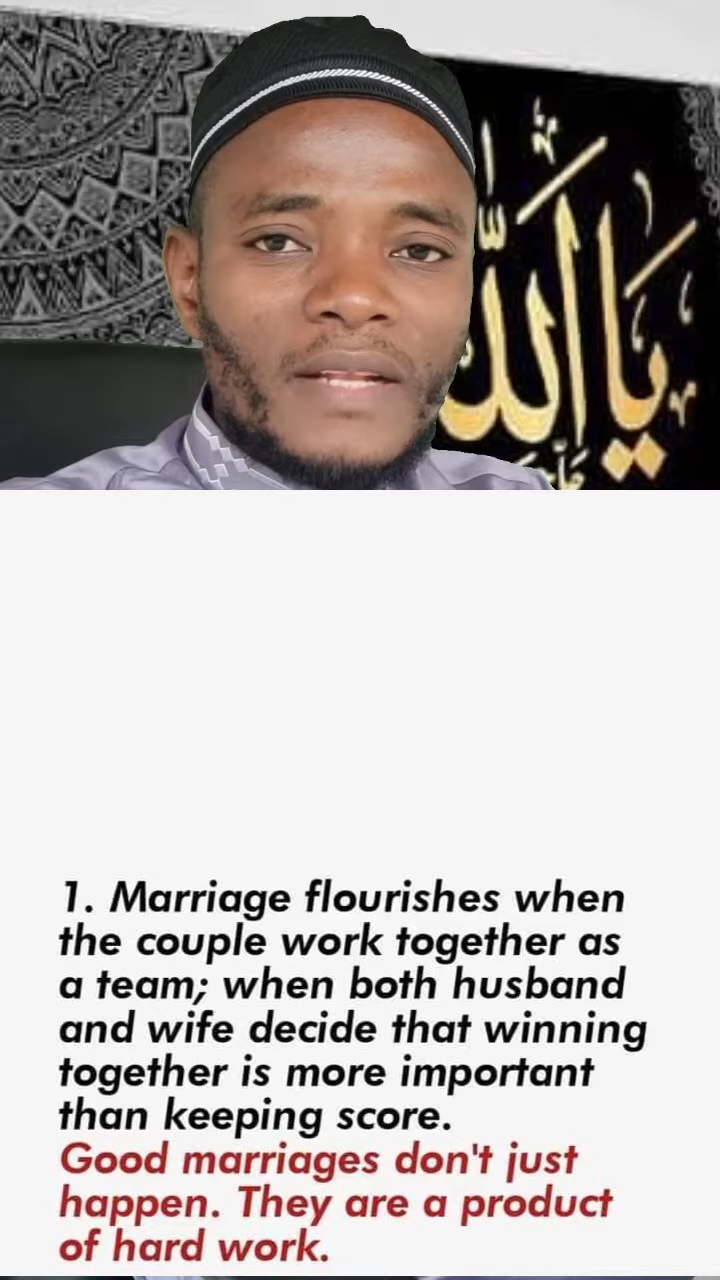 يا الله
1. Marriage flourishes when
the couple work together as
a team; when both husband
and wife decide that winning
together is more important
than keeping score.
Good marriages don't just
happen. They are a product
of hard work.